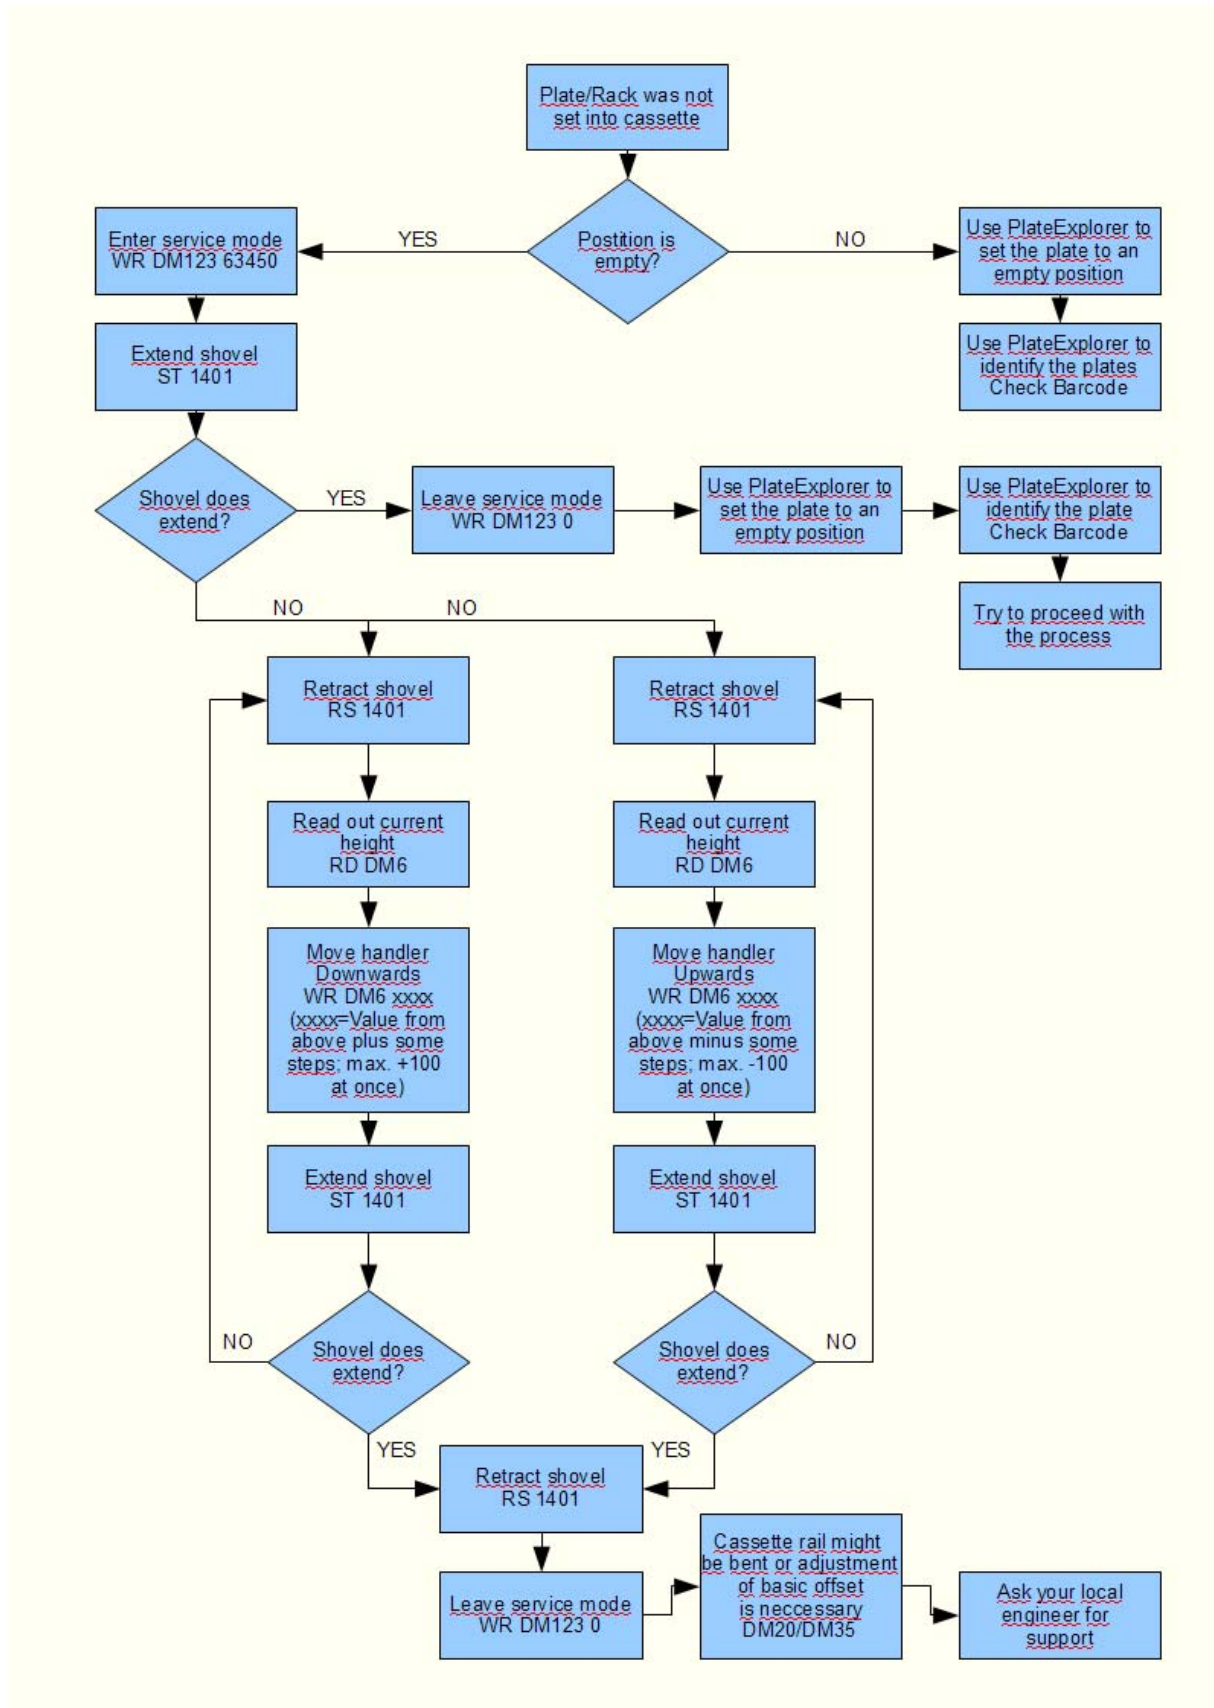 Plate/Rack was not
set into cassette
Enter service mode
WR DM123 63450
YES
Postition is
empty?
NO
Use PlateExplorer to
set the plate to an
empty position
Extend shovel
ST 1401
Use PlateExplorer to
identify the plates
Check Barcode
Shovel does
extend?
YES
Leave service mode
WR DM123 0
Use PlateExplorer to
set the plate to an
empty position
Use PlateExplorer to
identify the plate
Check Barcode
Try to proceed with
the process
NO
NO
Retract shovel
RS 1401
Retract shovel
RS 1401
Read out current
height
RD DM6
Read out current
height
RD DM6
Move handler
Downwards
WR DM6 xxxx
(xxxx=Value from
above plus some
steps; max. +100
at once)
Move handler
Upwards
WR DM6 xxxx
(xxxx=Value from
above minus some
steps; max. -100
at once)
Extend shovel
ST 1401
Extend shovel
ST 1401
NO
Shovel does
extend?
Shovel does
extend?
NO
YES
YES
Retract shovel
RS 1401
Leave service mode
WR DM123 0
Cassette rail might
be bent or adjustment
of basic offset
is neccessary
DM20/DM35
Ask your local
engineer for
support